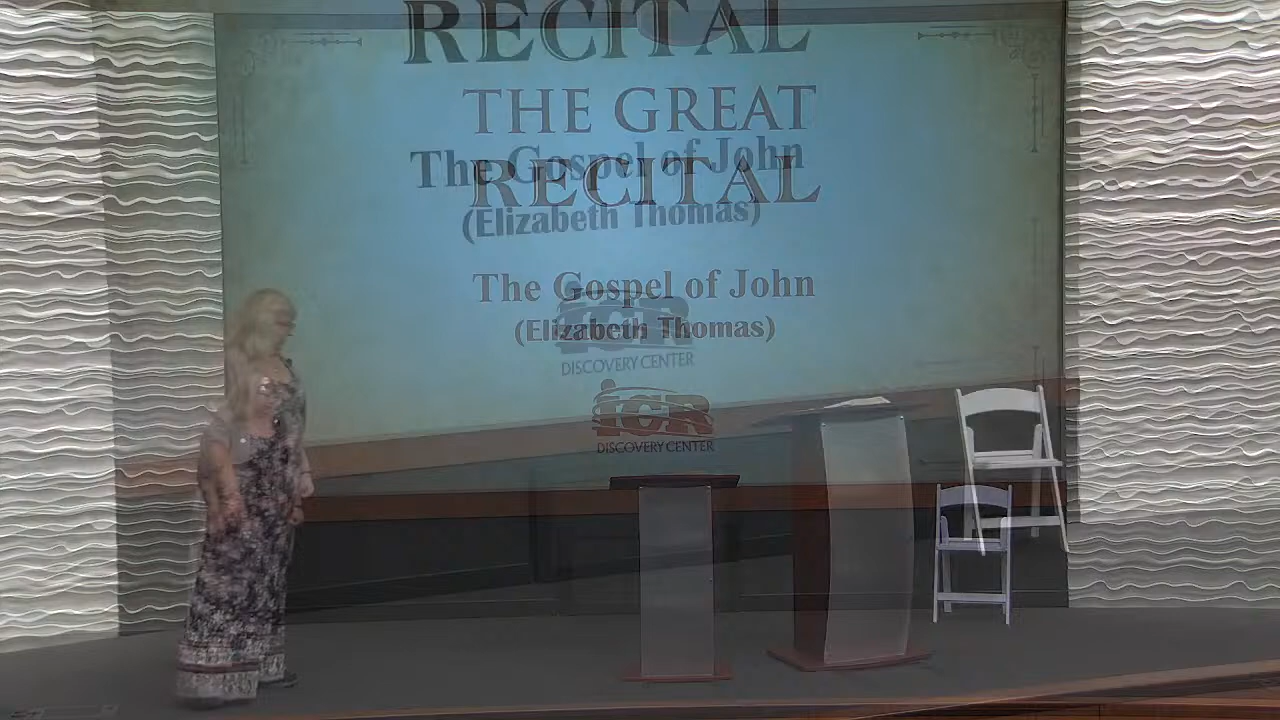 RECITAL
THE GREAT
The Gospel of John
RECITAL
(Elizabeth Thomas)
The Gospel of John
(Elizabeth Thomas)
ICR
DISCOVERY CENTER
ICR
DISCOVERY CENTER